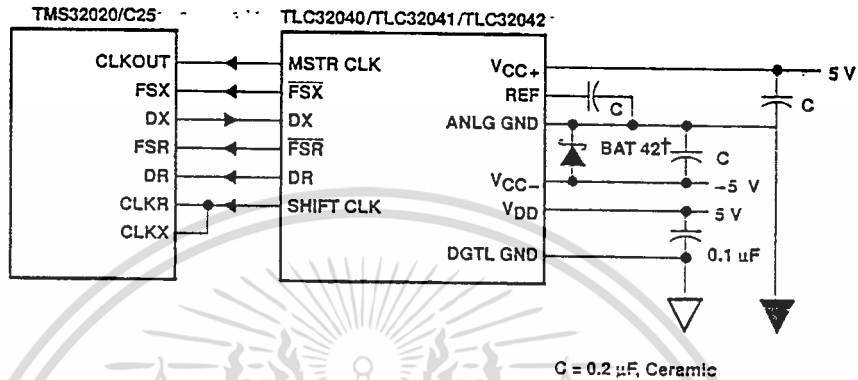 TMS32020/C25
TLC32040/TLC32041/TLC32042
CLKOUT
FSX
DX
FSR
DR
CLKR
CLKX
MSTR CLK
FSX
DX
FSR
DR
SHIFT CLK
VCC+
REF
ANLG GND
VCC-
VDD
DGTL GND
5 V
C
C
BAT 42†
C
-5 V
5 V
0.1 µF
C = 0.2 µF, Ceramic